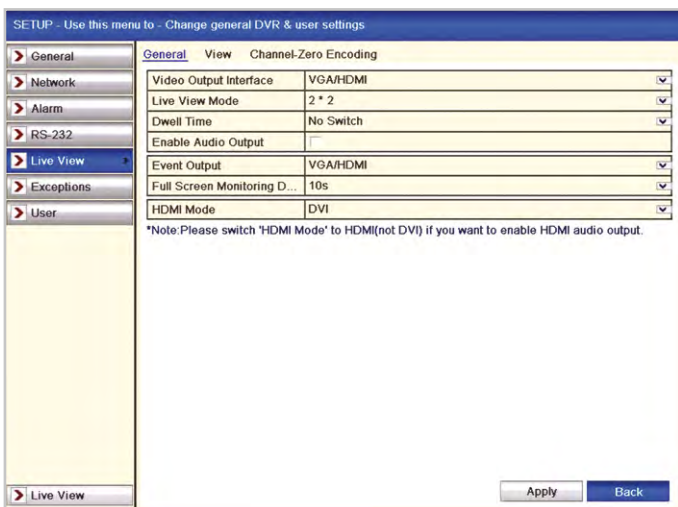 SETUP - Use this menu to - Change general DVR & user settings
General
Network
Alarm
RS-232
Live View
Exceptions
User
Live View
General View Channel-Zero Encoding
Video Output Interface VGA/HDMI
Live View Mode 2 * 2
Dwell Time No Switch
Enable Audio Output
Event Output VGA/HDMI
Full Screen Monitoring D... 10s
HDMI Mode DVI
*Note:Please switch 'HDMI Mode' to HDMI(not DVI) if you want to enable HDMI audio output.
Apply Back